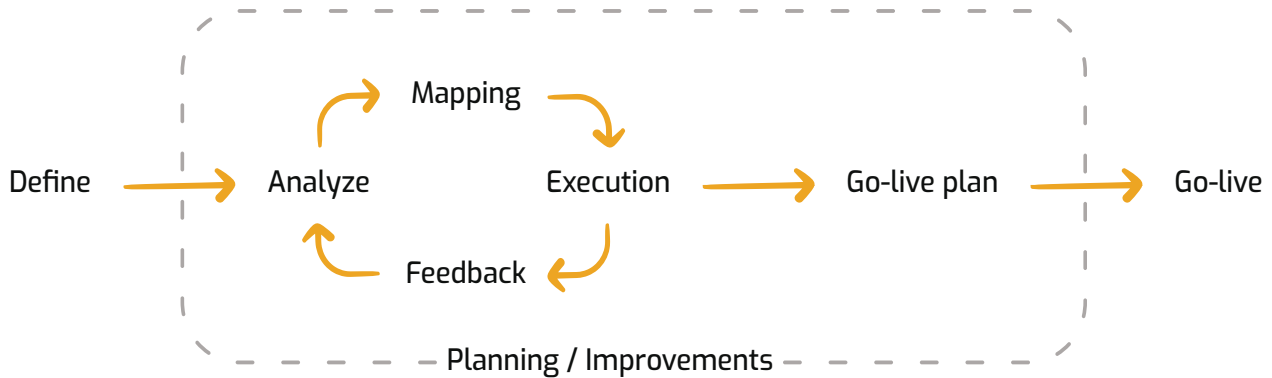 Mapping
Define
Analyze
Execution
Go-live plan
Go-live
Feedback
Planning / Improvements